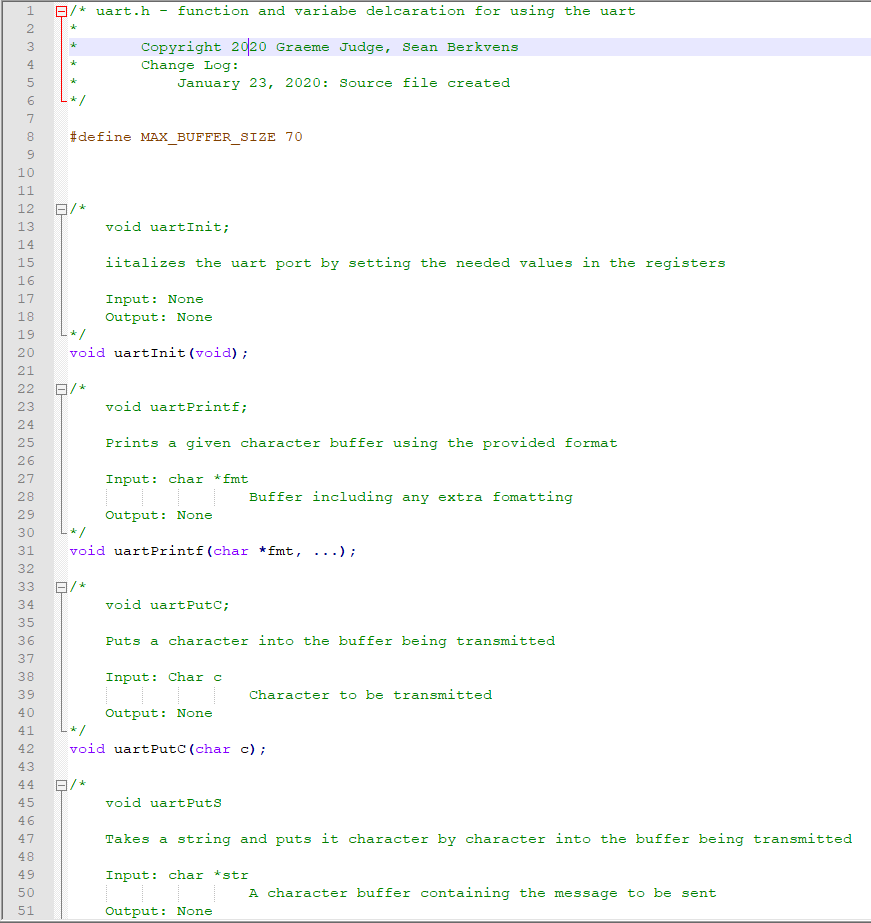 1 /* uart.h - function and variabe delcaration for using the uart
2 *
3 * Copyright 2020 Graeme Judge, Sean Berkvens
4 * Change Log:
5 * January 23, 2020: Source file created
6 */
7
8 #define MAX_BUFFER_SIZE 70
9
10
11
12 /*
13 void uartInit;
14
15 iitalizes the uart port by setting the needed values in the registers
16
17 Input: None
18 Output: None
19 */
20 void uartInit(void);
21
22 /*
23 void uartPrintf;
24
25 Prints a given character buffer using the provided format
26
27 Input: char *fmt
28 Buffer including any extra fomatting
29 Output: None
30 */
31 void uartPrintf(char *fmt, ...);
32
33 /*
34 void uartPutC;
35
36 Puts a character into the buffer being transmitted
37
38 Input: Char c
39 Character to be transmitted
40 Output: None
41 */
42 void uartPutC(char c);
43
44 /*
45 void uartPutS
46
47 Takes a string and puts it character by character into the buffer being transmitted
48
49 Input: char *str
50 A character buffer containing the message to be sent
51 Output: None